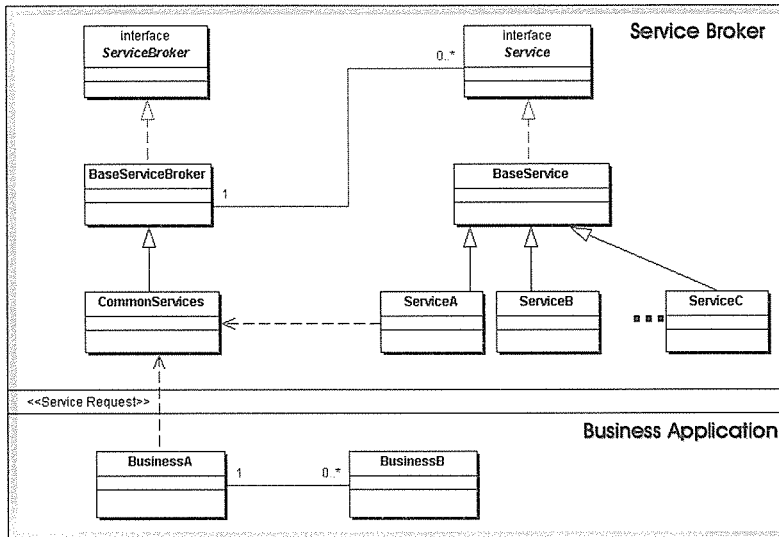 Service Broker
interface
ServiceBroker
interface
Service
0..*
BaseServiceBroker
1
BaseService
CommonServices
ServiceA
ServiceB
ServiceC
<<Service Request>>
Business Application
BusinessA
1
0..*
BusinessB